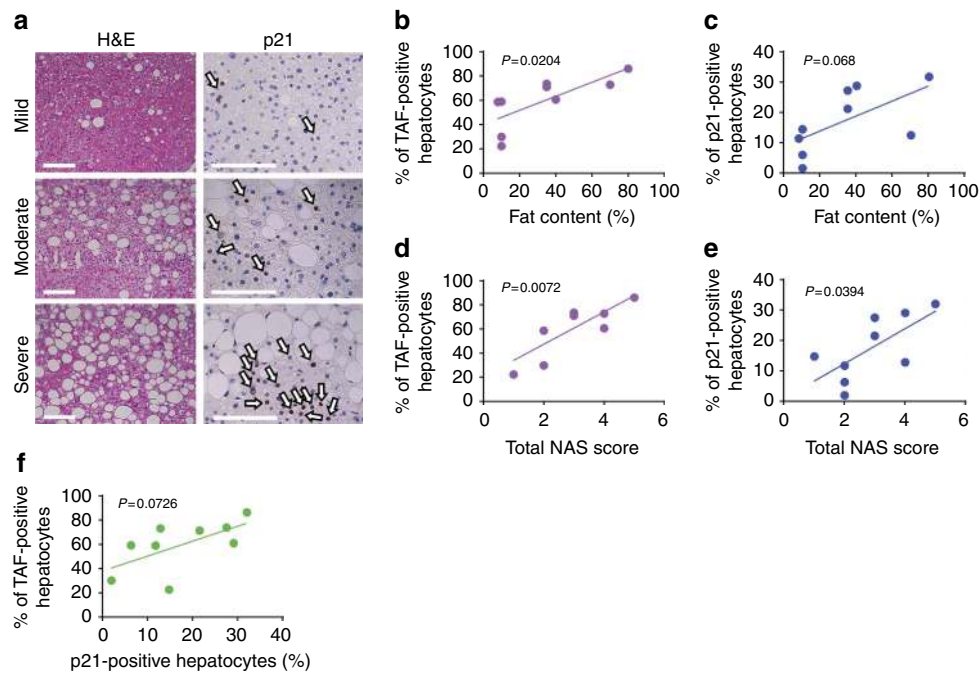 a
H&E
p21
Mild
Moderate
Severe
b
P=0.0204
% of TAF-positive
hepatocytes
100
80
60
40
20
0
0 20 40 60 80 100
Fat content (%)
c
P=0.068
% of p21-positive
hepatocytes
40
30
20
10
0
0 20 40 60 80 100
Fat content (%)
d
P=0.0072
% of TAF-positive
hepatocytes
100
80
60
40
20
0
0 2 4 6
Total NAS score
e
P=0.0394
% of p21-positive
hepatocytes
40
30
20
10
0
0 2 4 6
Total NAS score
f
P=0.0726
% of TAF-positive
hepatocytes
100
80
60
40
20
0
0 10 20 30 40
p21-positive hepatocytes (%)